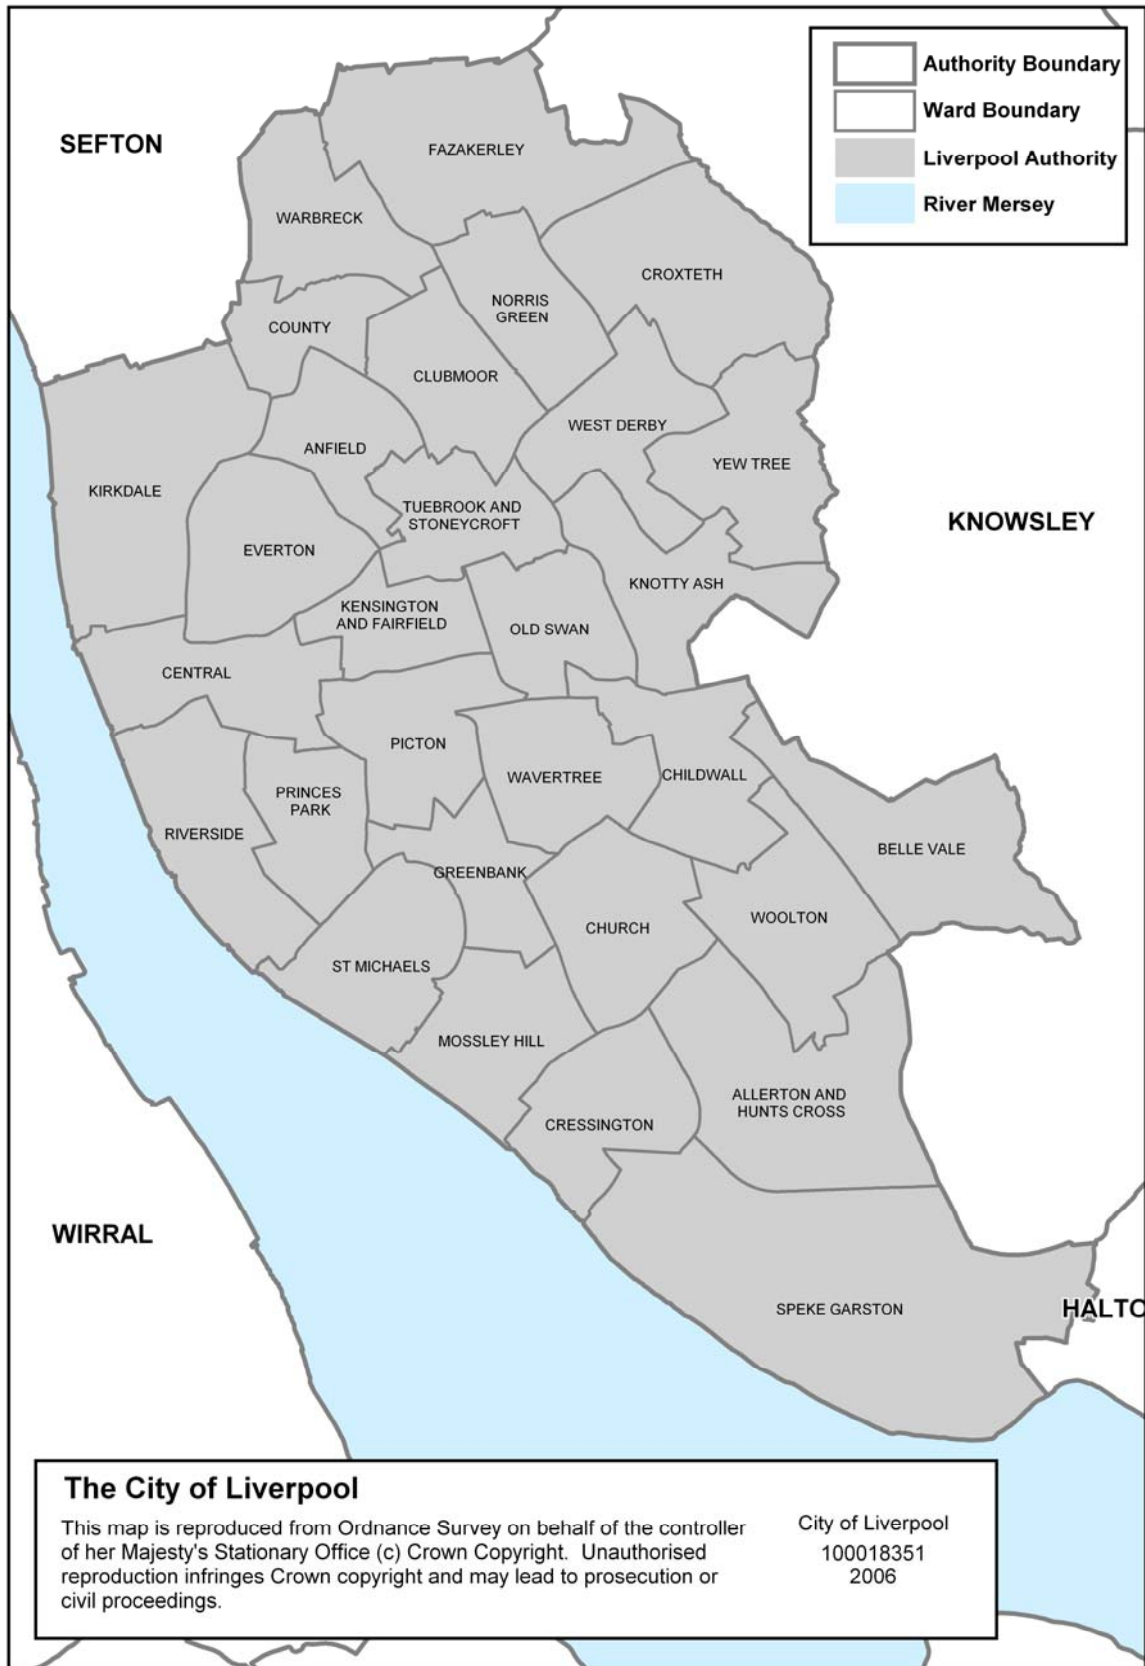 Authority Boundary
Ward Boundary
Liverpool Authority
River Mersey
SEFTON
FAZAKERLEY
WARBRECK
CROXTETH
NORRIS
GREEN
COUNTY
CLUBMOOR
WEST DERBY
ANFIELD
YEW TREE
KIRKDALE
TUEBROOK AND
STONEYCROFT
KNOWSLEY
EVERTON
KNOTTY ASH
KENSINGTON
AND FAIRFIELD
OLD SWAN
CENTRAL
PICTON
WAVERTREE
CHILDWALL
PRINCES
PARK
RIVERSIDE
BELLE VALE
GREENBANK
WOOLTON
CHURCH
ST MICHAELS
MOSSLEY HILL
ALLERTON AND
HUNTS CROSS
CRESSINGTON
WIRRAL
SPEKE GARSTON
HALTO
The City of Liverpool
This map is reproduced from Ordnance Survey on behalf of the controller
of her Majesty's Stationary Office (c) Crown Copyright. Unauthorised
reproduction infringes Crown copyright and may lead to prosecution or
civil proceedings.
City of Liverpool
100018351
2006